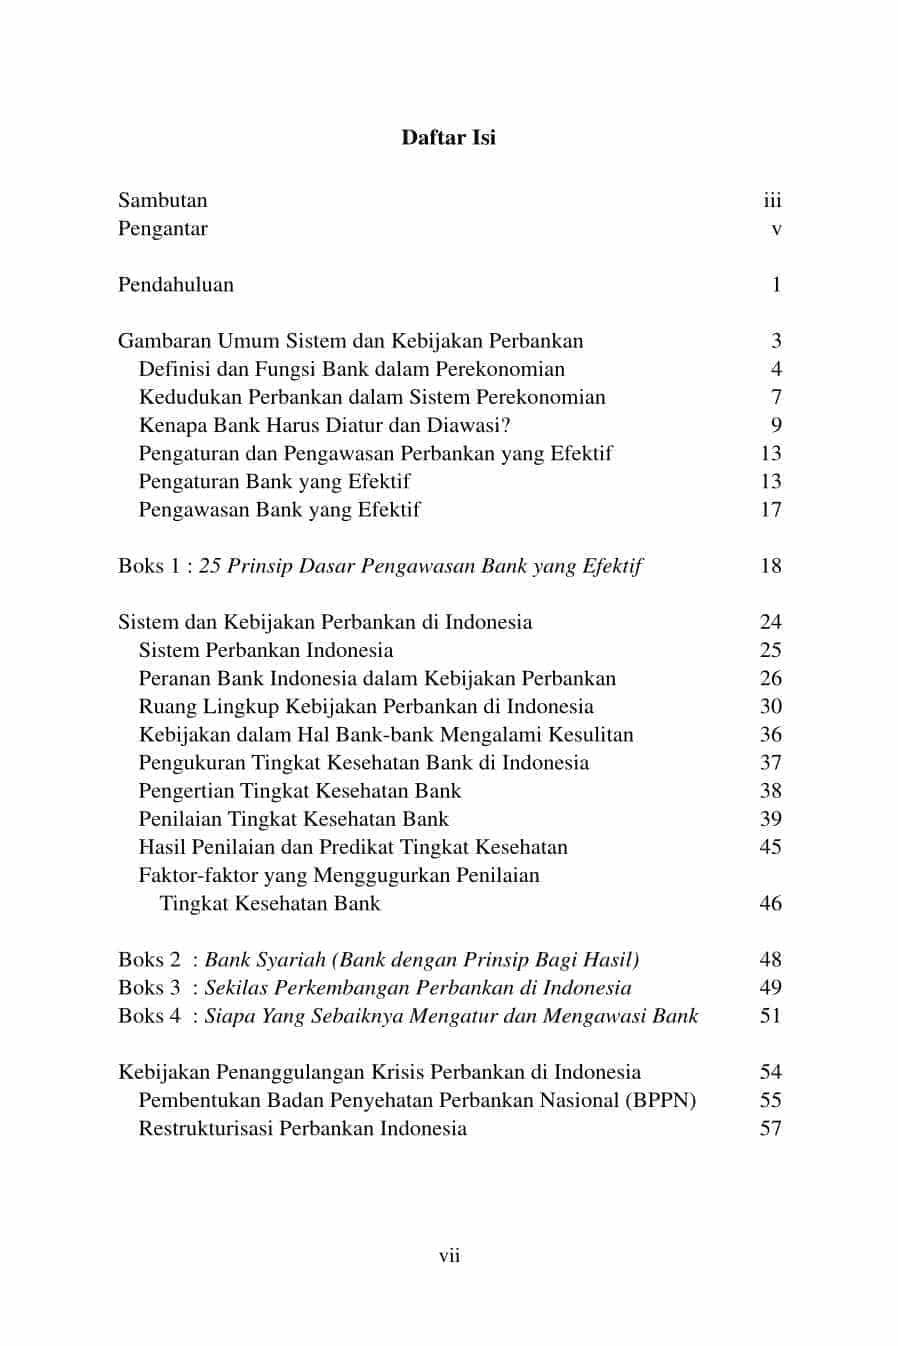 Daftar Isi
Sambutan iii
Pengantar v
Pendahuluan 1
Gambaran Umum Sistem dan Kebijakan Perbankan 3
Definisi dan Fungsi Bank dalam Perekonomian 4
Kedudukan Perbankan dalam Sistem Perekonomian 7
Kenapa Bank Harus Diatur dan Diawasi? 9
Pengaturan dan Pengawasan Perbankan yang Efektif 13
Pengaturan Bank yang Efektif 13
Pengawasan Bank yang Efektif 17
Boks 1 : 25 Prinsip Dasar Pengawasan Bank yang Efektif 18
Sistem dan Kebijakan Perbankan di Indonesia 24
Sistem Perbankan Indonesia 25
Peranan Bank Indonesia dalam Kebijakan Perbankan 26
Ruang Lingkup Kebijakan Perbankan di Indonesia 30
Kebijakan dalam Hal Bank-bank Mengalami Kesulitan 36
Pengukuran Tingkat Kesehatan Bank di Indonesia 37
Pengertian Tingkat Kesehatan Bank 38
Penilaian Tingkat Kesehatan Bank 39
Hasil Penilaian dan Predikat Tingkat Kesehatan 45
Faktor-faktor yang Menggugurkan Penilaian
Tingkat Kesehatan Bank 46
Boks 2 : Bank Syariah (Bank dengan Prinsip Bagi Hasil) 48
Boks 3 : Sekilas Perkembangan Perbankan di Indonesia 49
Boks 4 : Siapa Yang Sebaiknya Mengatur dan Mengawasi Bank 51
Kebijakan Penanggulangan Krisis Perbankan di Indonesia 54
Pembentukan Badan Penyehatan Perbankan Nasional (BPPN) 55
Restrukturisasi Perbankan Indonesia 57
vii